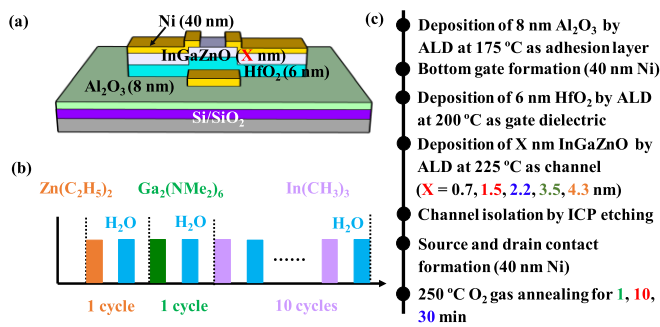 (a)
Ni (40 nm)
InGaZnO (X nm)
HfO2 (6 nm)
Al2O3 (8 nm)
Si/SiO2
(b)
Zn(C2H5)2
Ga2(NMe2)6
In(CH3)3
H2O
H2O
H2O
......
1 cycle
1 cycle
10 cycles
(c)
Deposition of 8 nm Al2O3 by
ALD at 175 ºC as adhesion layer
Bottom gate formation (40 nm Ni)
Deposition of 6 nm HfO2 by ALD
at 200 ºC as gate dielectric
Deposition of X nm InGaZnO by
ALD at 225 ºC as channel
(X = 0.7, 1.5, 2.2, 3.5, 4.3 nm)
Channel isolation by ICP etching
Source and drain contact
formation (40 nm Ni)
250 ºC O2 gas annealing for 1, 10,
30 min